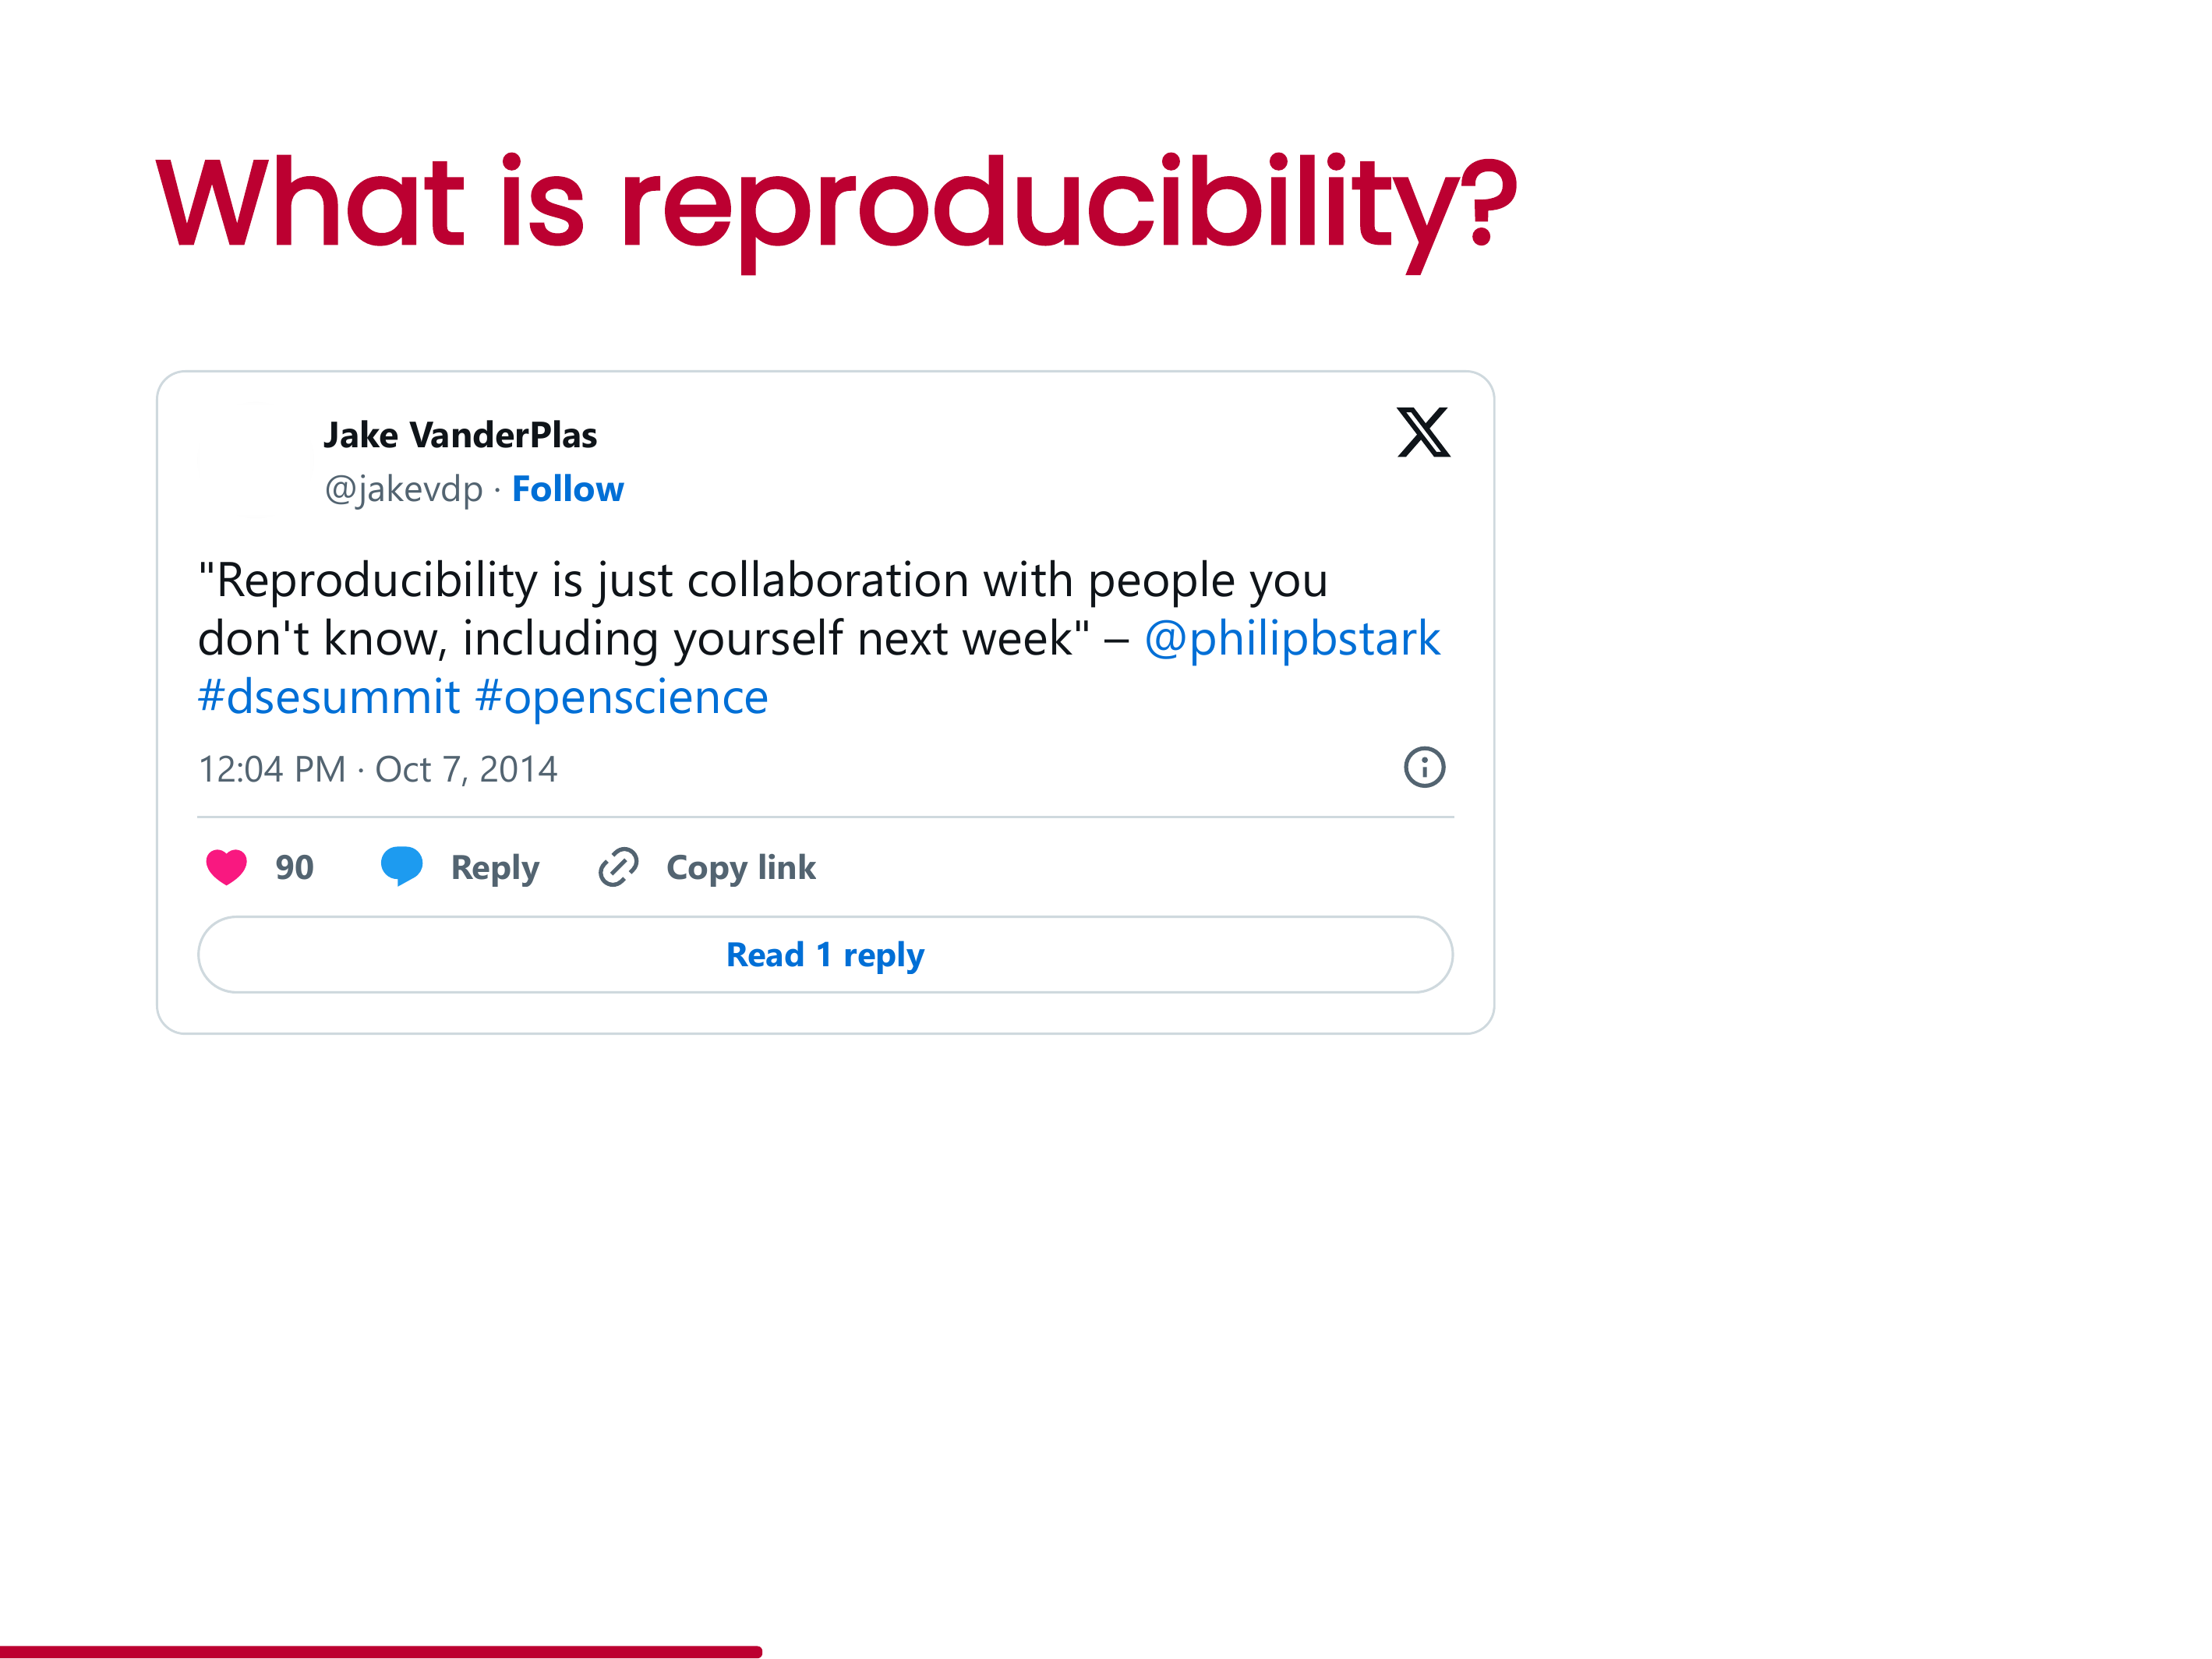 What is reproducibility?
Jake VanderPlas
@jakevdp · Follow
"Reproducibility is just collaboration with people you
don't know, including yourself next week" – @philipbstark
#dsesummit #openscience
12:04 PM · Oct 7, 2014
90 Reply Copy link
Read 1 reply